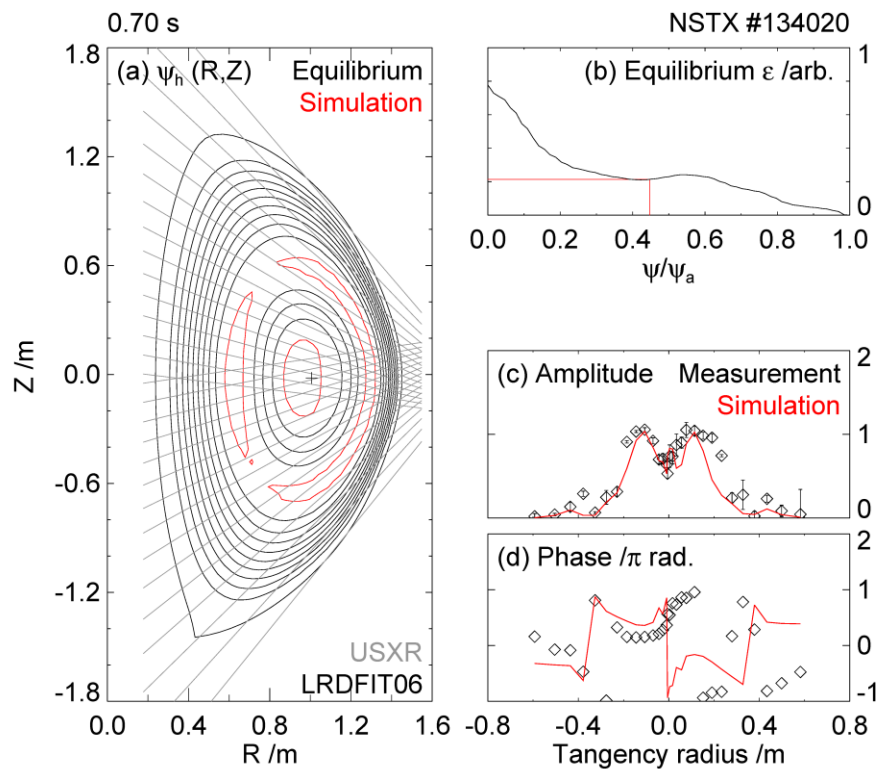 0.70 s
NSTX #134020
(a) ψh (R,Z) Equilibrium
Simulation
1.8
1.2
0.6
0.0
-0.6
-1.2
-1.8
Z /m
USXR
LRDFIT06
0.0 0.4 0.8 1.2 1.6
R /m
(b) Equilibrium ε /arb.
1
0
0.0 0.2 0.4 0.6 0.8 1.0
ψ/ψa
(c) Amplitude Measurement
Simulation
2
1
0
(d) Phase /π rad.
2
1
0
-1
-0.8 -0.4 0.0 0.4 0.8
Tangency radius /m